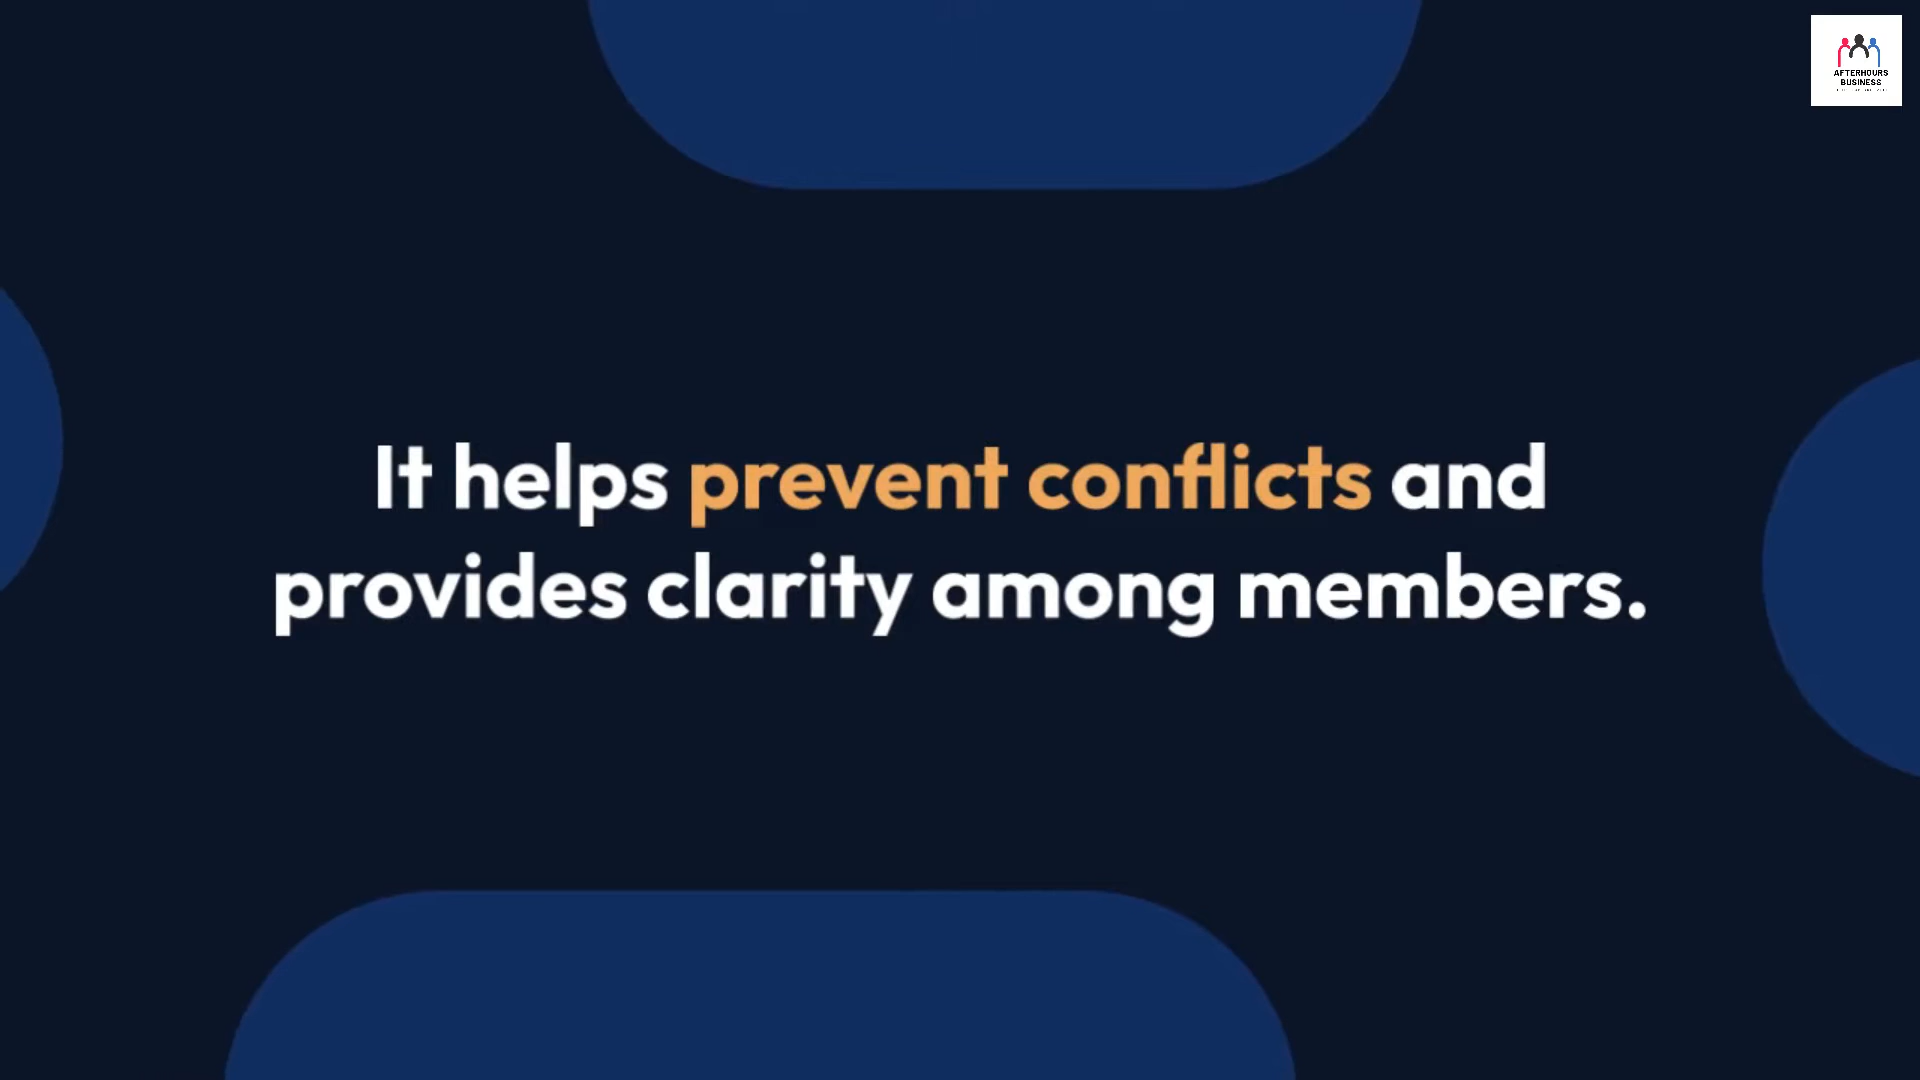 AFTERHOURS
BUSINESS
It helps prevent conflicts and
provides clarity among members.